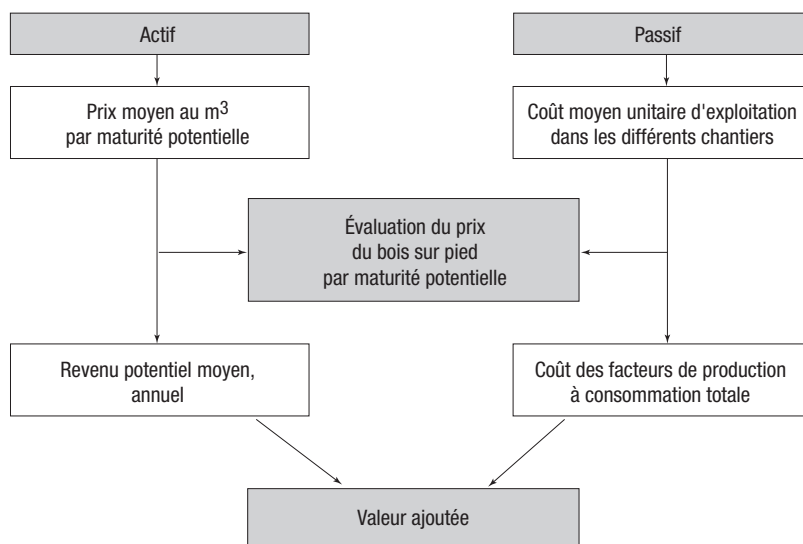 Actif
Passif
Prix moyen au m³
par maturité potentielle
Coût moyen unitaire d'exploitation
dans les différents chantiers
Évaluation du prix
du bois sur pied
par maturité potentielle
Revenu potentiel moyen,
annuel
Coût des facteurs de production
à consommation totale
Valeur ajoutée